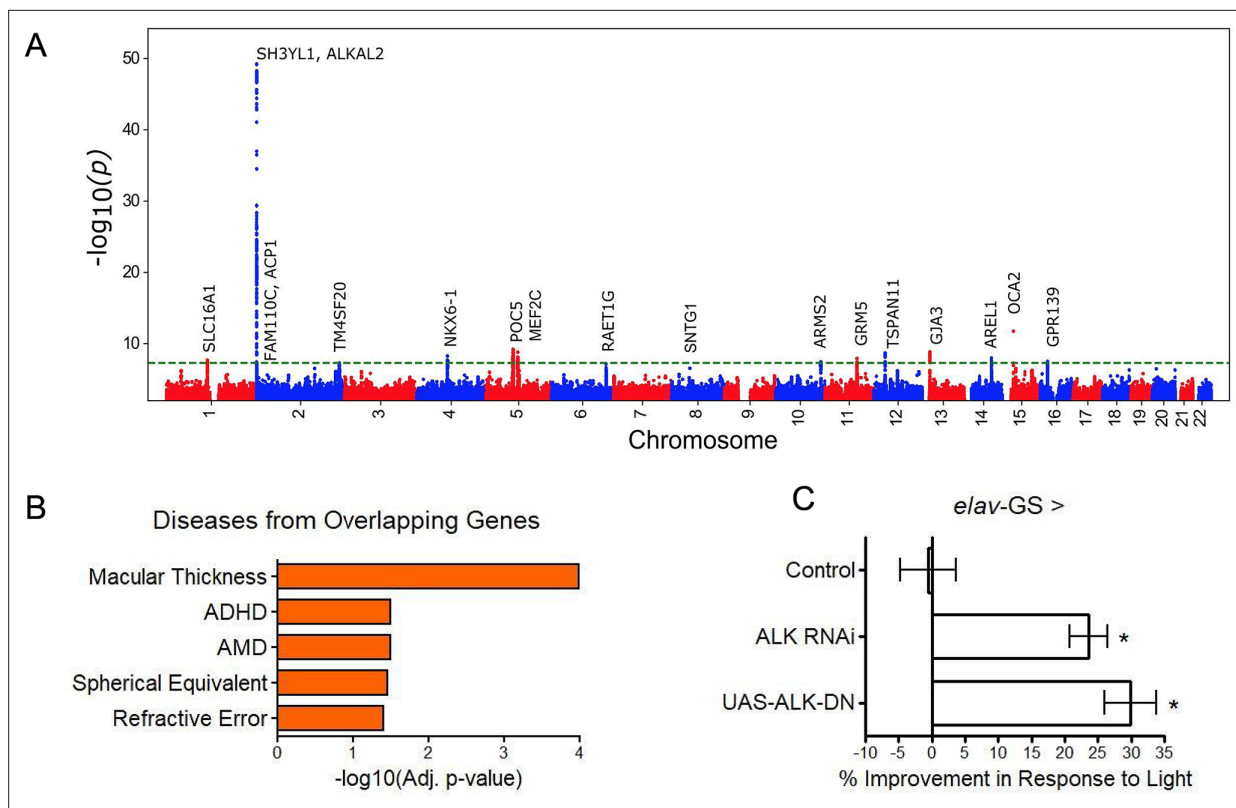 A
-log10(p)
50
40
30
20
10
SH3YL1, ALKAL2
SLC16A1
FAM110C, ACP1
TM4SF20
NKX6-1
POC5
MEF2C
RAET1G
SNTG1
ARMS2
GRM5
TSPAN11
GJA3
AREL1
OCA2
GPR139
1 2 3 4 5 6 7 8 9 10 11 12 13 14 15 16 17 18 19 20 21 22
Chromosome
B
Diseases from Overlapping Genes
Macular Thickness
ADHD
AMD
Spherical Equivalent
Refractive Error
0 1 2 3 4
-log10(Adj. p-value)
C
elav-GS >
Control
ALK RNAi *
UAS-ALK-DN *
-10 -5 0 5 10 15 20 25 30 35
% Improvement in Response to Light